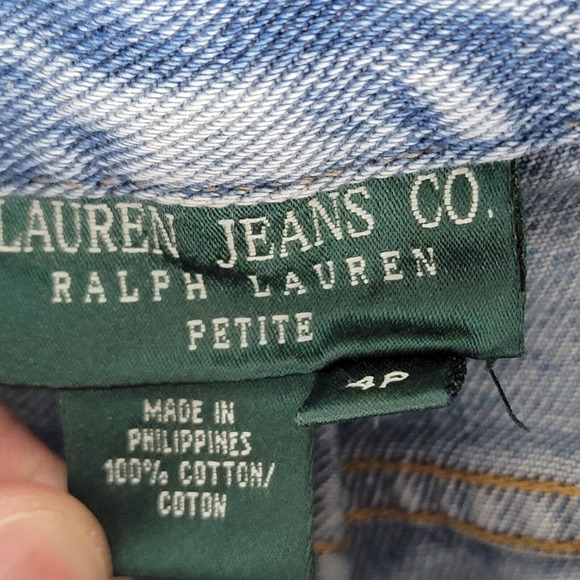 LAUREN JEANS CO.
RALPH LAUREN
PETITE
4P
MADE IN
PHILIPPINES
100% COTTON/
COTON